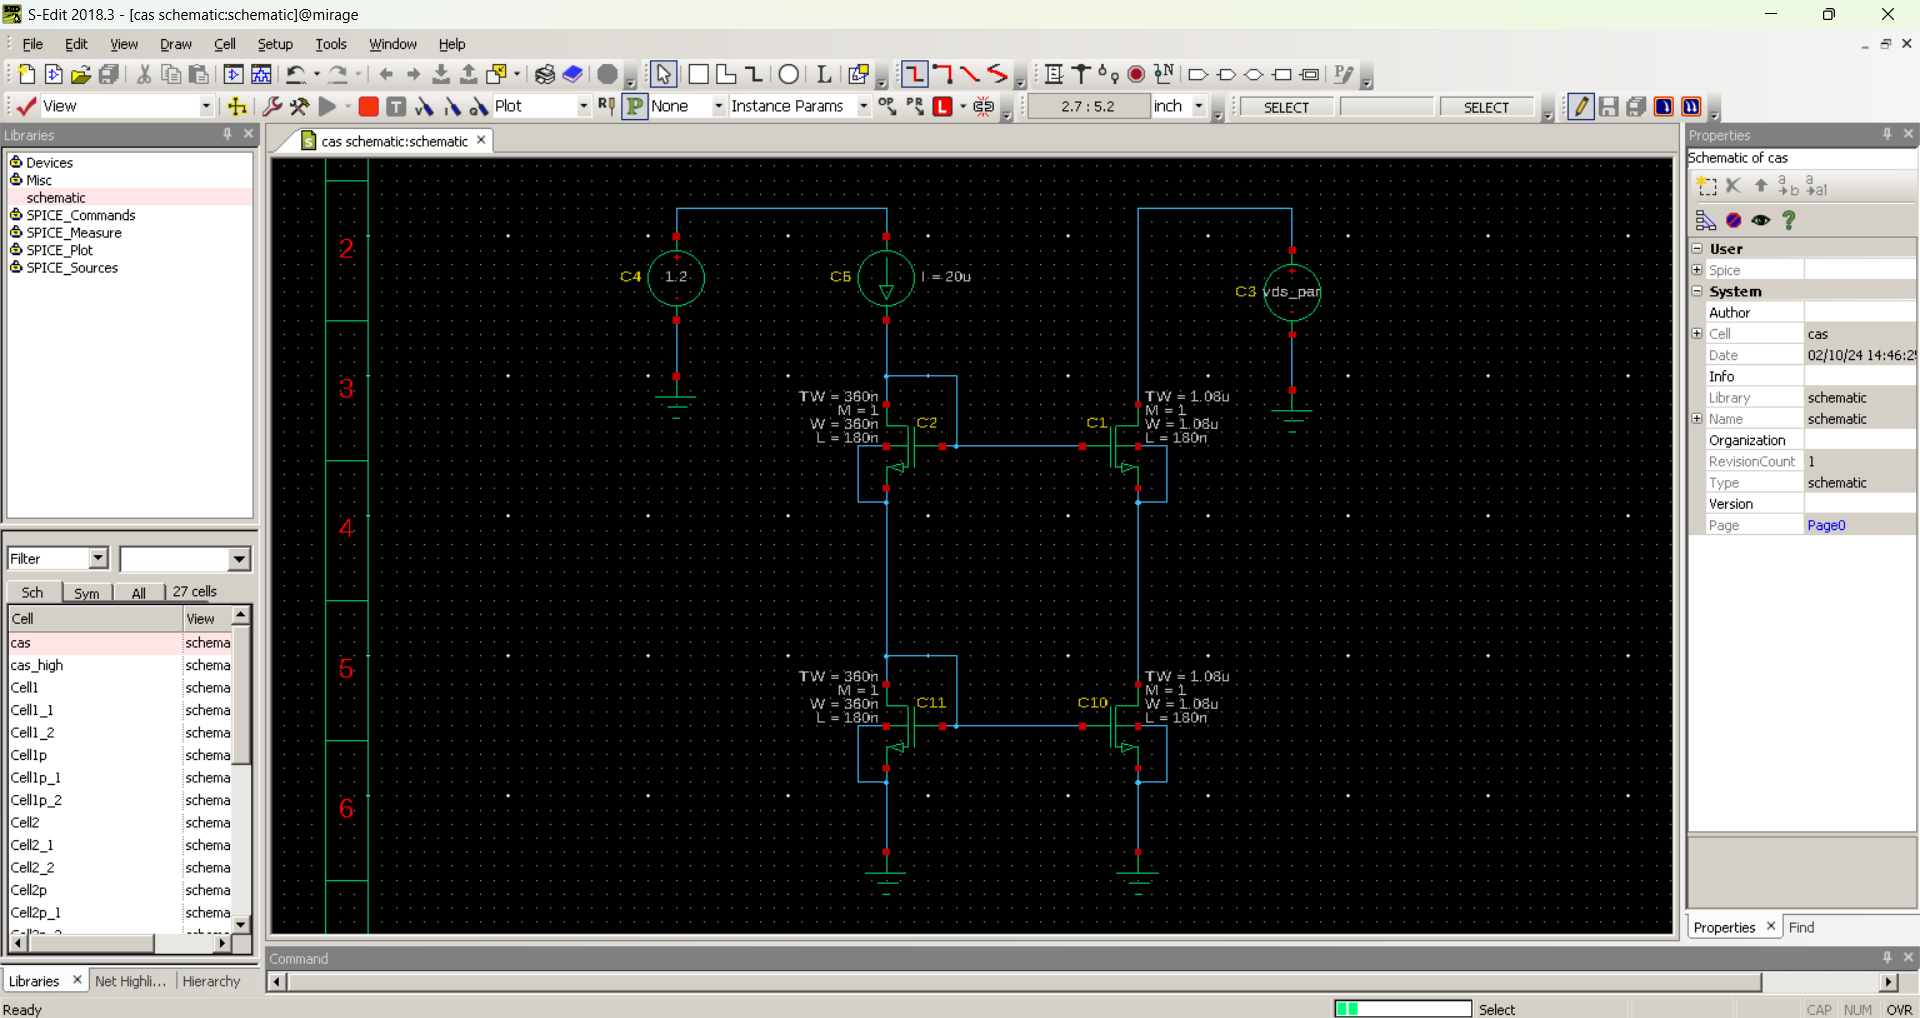 S-Edit 2018.3 - [cas schematic:schematic]@mirage
File Edit View Draw Cell Setup Tools Window Help
View Plot None Instance Params 2.7 : 5.2 inch SELECT SELECT
Libraries
Devices
Misc
schematic
SPICE_Commands
SPICE_Measure
SPICE_Plot
SPICE_Sources
Filter
Sch Sym All 27 cells
Cell View
cas schema
cas_high schema
Cell1 schema
Cell1_1 schema
Cell1_2 schema
Cell1p schema
Cell1p_1 schema
Cell1p_2 schema
Cell2 schema
Cell2_1 schema
Cell2_2 schema
Cell2p schema
Cell2p_1 schema
Libraries Net Highli... Hierarchy
cas schematic:schematic
2
3
4
5
6
C4 1.2
C5 I = 20u
C3 vds_par
TW = 360n
M = 1
W = 360n
L = 180n
C2
C1
TW = 1.08u
M = 1
W = 1.08u
L = 180n
TW = 360n
M = 1
W = 360n
L = 180n
C11
C10
TW = 1.08u
M = 1
W = 1.08u
L = 180n
Command
Properties
Schematic of cas
User
Spice
System
Author
Cell cas
Date 02/10/24 14:46:2
Info
Library schematic
Name schematic
Organization
RevisionCount 1
Type schematic
Version
Page Page0
Properties Find
Ready Select CAP NUM OVR